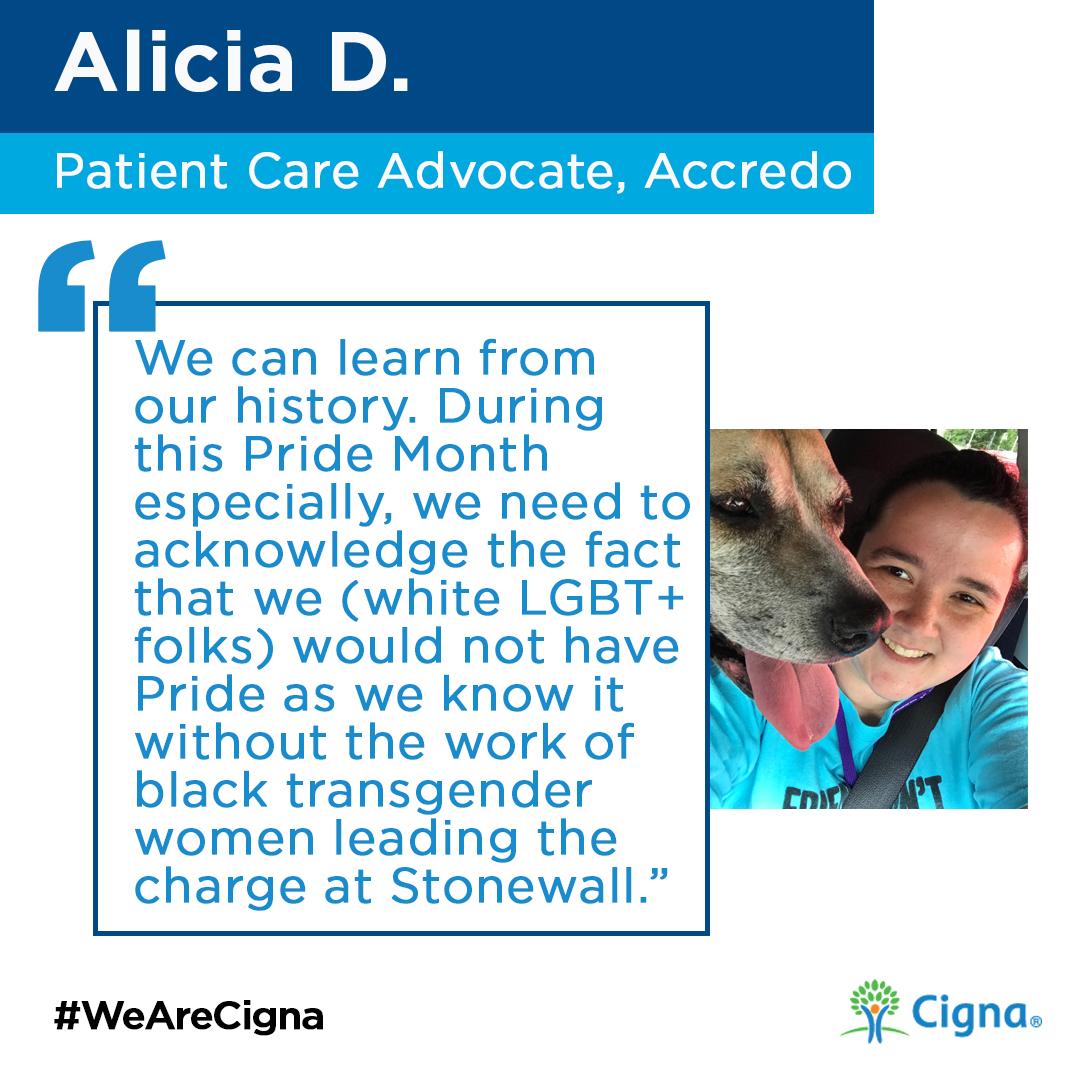 Alicia D.
Patient Care Advocate, Accredo
“
We can learn from
our history. During
this Pride Month
especially, we need to
acknowledge the fact
that we (white LGBT+
folks) would not have
Pride as we know it
without the work of
black transgender
women leading the
charge at Stonewall.”
#WeAreCigna
Cigna®